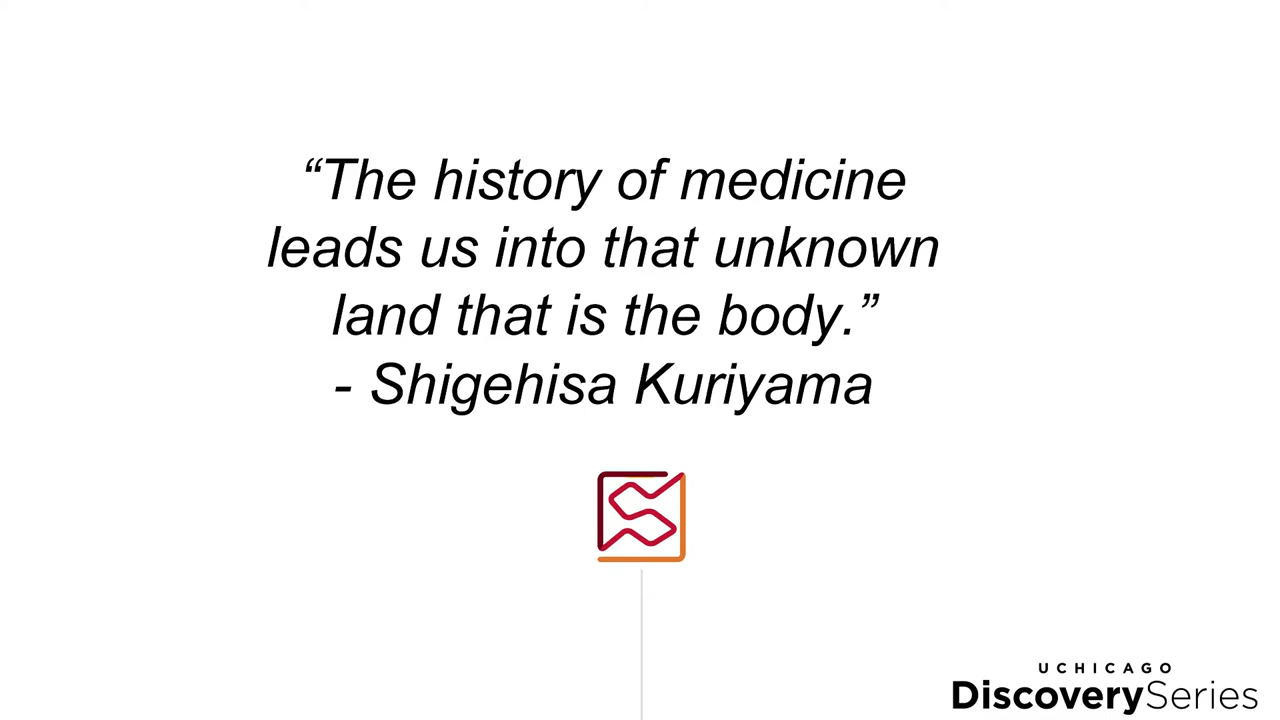 “The history of medicine
leads us into that unknown
land that is the body.”
- Shigehisa Kuriyama
UCHICAGO
DiscoverySeries